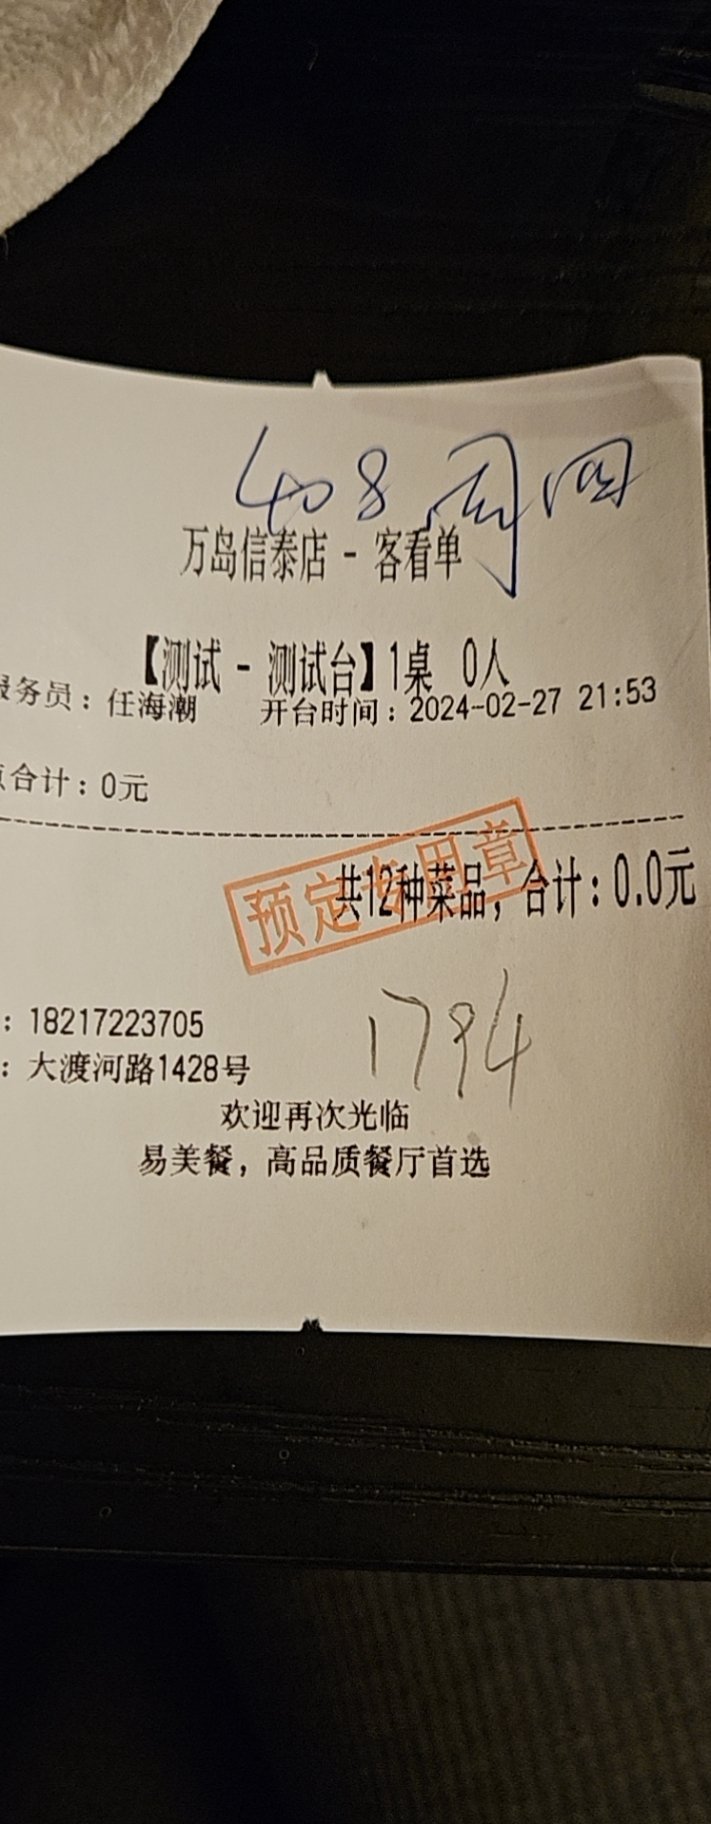 408 周四
万岛信泰店 - 客看单
【测试 - 测试台】1桌 0人
服务员：任海潮 开台时间：2024-02-27 21:53
点合计：0元
预定专用章
共12种菜品，合计：0.0元
：18217223705
1794
：大渡河路1428号
欢迎再次光临
易美餐，高品质餐厅首选